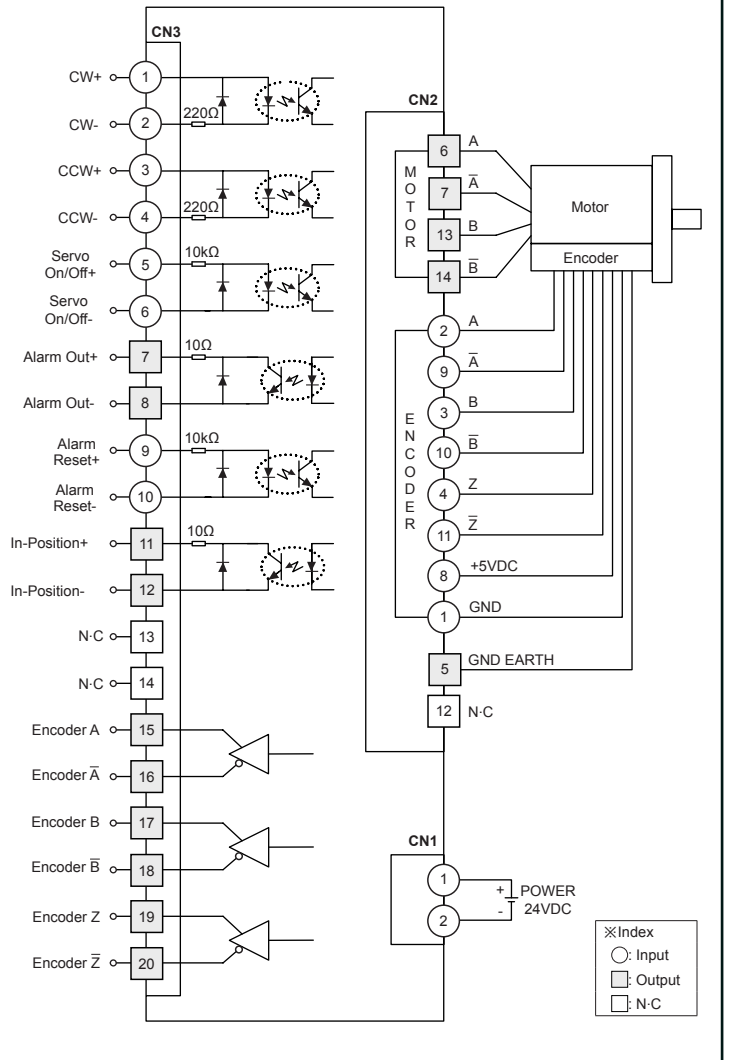 CN3
CW+ 1
CW- 2 220Ω
CCW+ 3
CCW- 4 220Ω
Servo
On/Off+ 5 10kΩ
Servo
On/Off- 6
Alarm Out+ 7 10Ω
Alarm Out- 8
Alarm
Reset+ 9 10kΩ
Alarm
Reset- 10
In-Position+ 11 10Ω
In-Position- 12
N·C 13
N·C 14
Encoder A 15
Encoder A̅ 16
Encoder B 17
Encoder B̅ 18
Encoder Z 19
Encoder Z̅ 20
CN2
MOTOR
6 A
7 A̅
13 B
14 B̅
Motor
Encoder
ENCODER
2 A
9 A̅
3 B
10 B̅
4 Z
11 Z̅
8 +5VDC
1 GND
5 GND EARTH
12 N·C
CN1
1 +
2 -
POWER
24VDC
※Index
: Input
: Output
: N·C